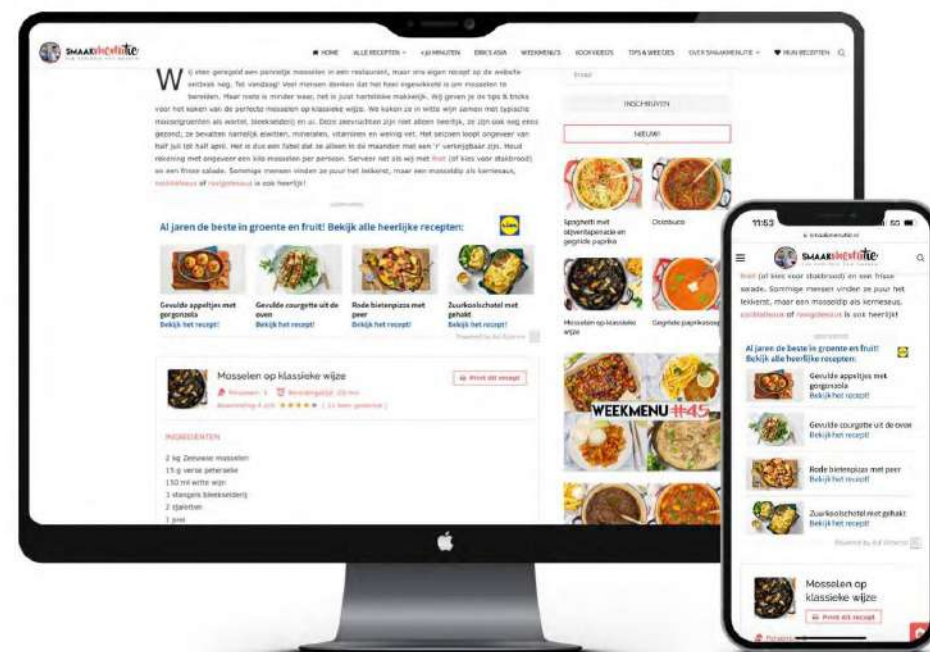 SMAAKMENUTIE
HOME ALLE RECEPTEN <30 MINUTEN ERIK'S ASIA WEEKMENU'S KOOKVIDEO'S TIPS & WEETJES OVER SMAAKMENUTIE MIJN RECEPTEN
Wij eten geregeld een pannetje mosselen in een restaurant, maar ons eigen recept op de website
ontbrak nog. Tot vandaag! Veel mensen denken dat het heel ingewikkeld is om mosselen te
bereiden. Maar niets is minder waar, het is juist hartstikke makkelijk. Wij geven je de tips & tricks
voor het koken van de perfecte mosselen op klassieke wijze. We koken ze in witte wijn samen met typische
mosselgroenten als wortel, bleekselderij en ui. Deze zeevruchten zijn niet alleen heerlijk, ze zijn ook nog eens
gezond; ze bevatten namelijk eiwitten, mineralen, vitaminen en weinig vet. Het seizoen loopt ongeveer van
half juli tot half april. Het is dus een fabel dat ze alleen in de maanden met een 'r' verkrijgbaar zijn. Houd
rekening met ongeveer een kilo mosselen per persoon. Serveer net als wij met friet (of kies voor stokbrood)
en een frisse salade. Sommige mensen vinden ze puur het lekkerst, maar een mosseldip als kerriesaus,
cocktailsaus of ravigotesaus is ook heerlijk!
Al jaren de beste in groente en fruit! Bekijk alle heerlijke recepten:
Gevulde appeltjes met
gorgonzola
Bekijk het recept!
Gevulde courgette uit de
oven
Bekijk het recept!
Rode bietenpizza met
peer
Bekijk het recept!
Zuurkoolschotel met
gehakt
Bekijk het recept!
Mosselen op klassieke wijze
Print dit recept
INGREDIËNTEN
2 kg Zeeuwse mosselen
15 g verse peterselie
150 ml witte wijn
3 stengels bleekselderij
2 sjalotten
1 prei
Email
INSCHRIJVEN
NIEUW!
Spaghetti met
olijventapenade en
gegrilde paprika
Ossobuco
Mosselen op klassieke
wijze
Gegrilde paprikasoep
WEEKMENU #45
11:53 5G
smaakmenutie.nl
SMAAKMENUTIE
friet (of kies voor stokbrood) en een frisse
salade. Sommige mensen vinden ze puur het
lekkerst, maar een mosseldip als kerriesaus,
cocktailsaus of ravigotesaus is ook heerlijk!
Al jaren de beste in groente en fruit!
Bekijk alle heerlijke recepten:
Gevulde appeltjes met
gorgonzola
Bekijk het recept!
Gevulde courgette uit de oven
Bekijk het recept!
Rode bietenpizza met peer
Bekijk het recept!
Zuurkoolschotel met gehakt
Bekijk het recept!
Mosselen op
klassieke wijze
Print dit recept